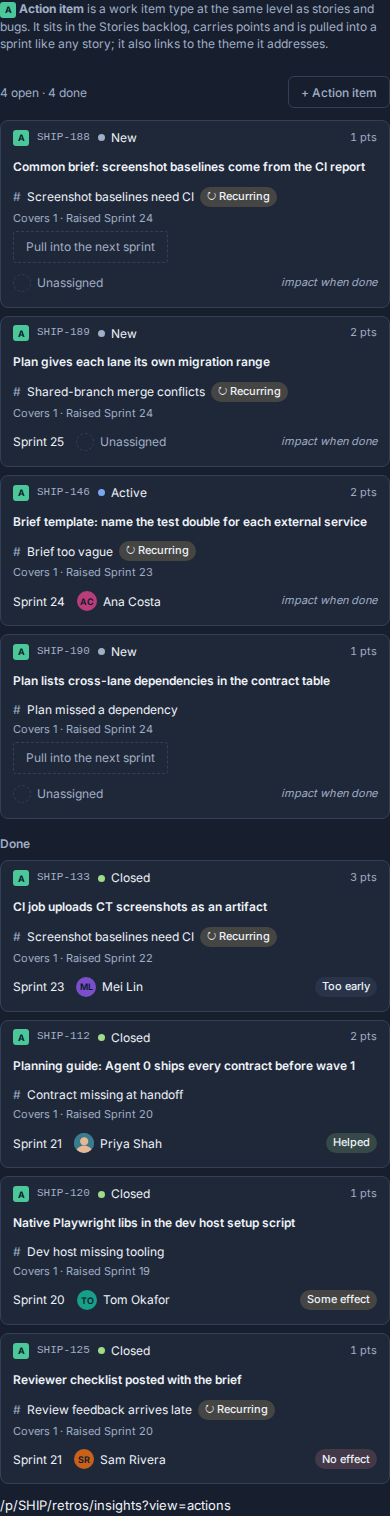 A Action item is a work item type at the same level as stories and
bugs. It sits in the Stories backlog, carries points and is pulled into a
sprint like any story; it also links to the theme it addresses.
4 open · 4 done
+ Action item
A SHIP-188 New 1 pts
Common brief: screenshot baselines come from the CI report
# Screenshot baselines need CI Recurring
Covers 1 · Raised Sprint 24
Pull into the next sprint
Unassigned impact when done
A SHIP-189 New 2 pts
Plan gives each lane its own migration range
# Shared-branch merge conflicts Recurring
Covers 1 · Raised Sprint 24
Sprint 25 Unassigned impact when done
A SHIP-146 Active 2 pts
Brief template: name the test double for each external service
# Brief too vague Recurring
Covers 1 · Raised Sprint 23
Sprint 24 AC Ana Costa impact when done
A SHIP-190 New 1 pts
Plan lists cross-lane dependencies in the contract table
# Plan missed a dependency
Covers 1 · Raised Sprint 24
Pull into the next sprint
Unassigned impact when done
Done
A SHIP-133 Closed 3 pts
CI job uploads CT screenshots as an artifact
# Screenshot baselines need CI Recurring
Covers 1 · Raised Sprint 22
Sprint 23 ML Mei Lin Too early
A SHIP-112 Closed 2 pts
Planning guide: Agent 0 ships every contract before wave 1
# Contract missing at handoff
Covers 1 · Raised Sprint 20
Sprint 21 Priya Shah Helped
A SHIP-120 Closed 1 pts
Native Playwright libs in the dev host setup script
# Dev host missing tooling
Covers 1 · Raised Sprint 19
Sprint 20 TO Tom Okafor Some effect
A SHIP-125 Closed 1 pts
Reviewer checklist posted with the brief
# Review feedback arrives late Recurring
Covers 1 · Raised Sprint 20
Sprint 21 SR Sam Rivera No effect
/p/SHIP/retros/insights?view=actions